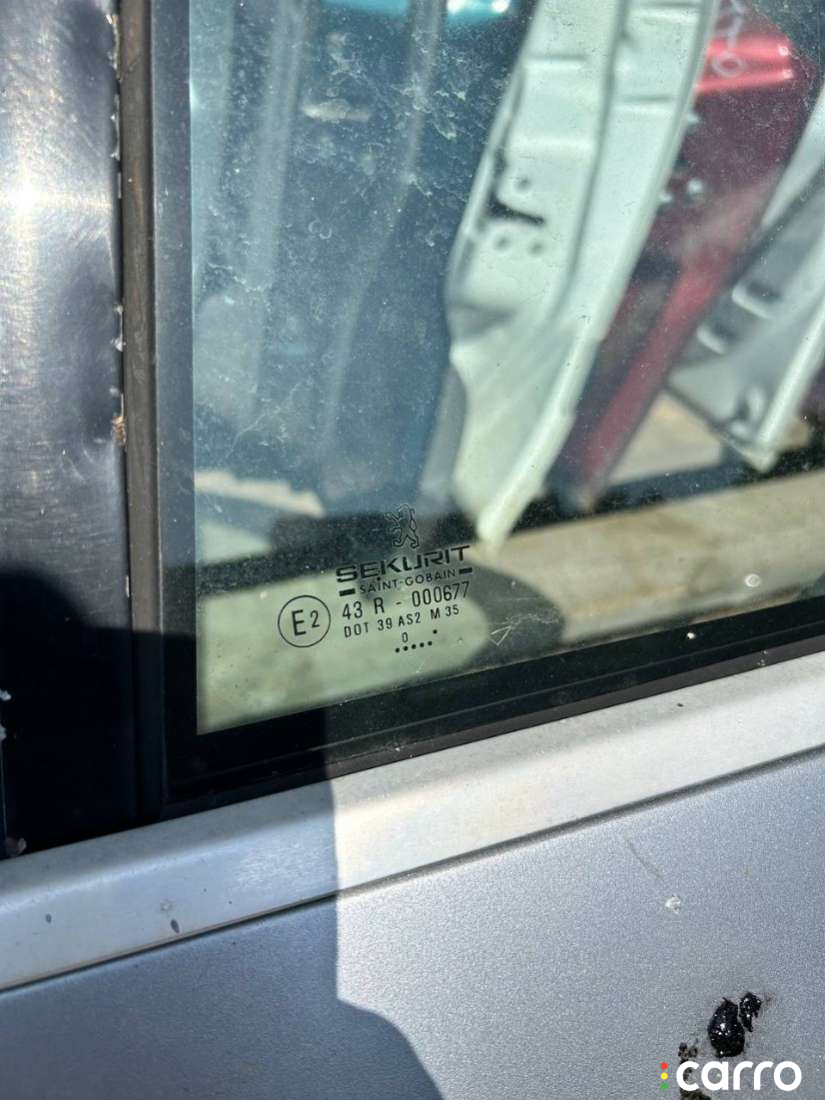 SEKURIT
SAINT-GOBAIN
E2
43 R - 000677
DOT 39 AS2 M 35
0
carro